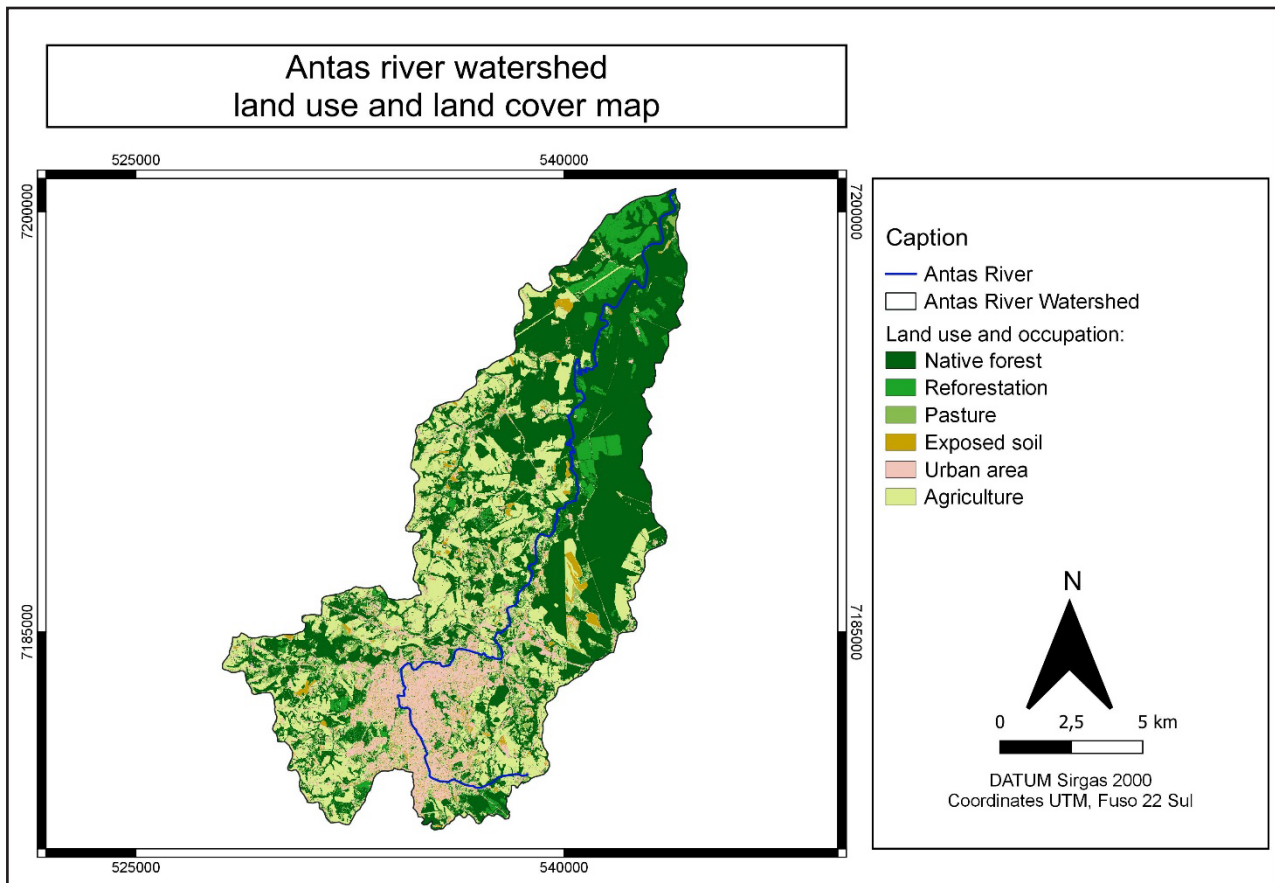 Antas river watershed
land use and land cover map
525000
540000
7200000
7200000
7185000
7185000
525000
540000
Caption
Antas River
Antas River Watershed
Land use and occupation:
Native forest
Reforestation
Pasture
Exposed soil
Urban area
Agriculture
N
0 2,5 5 km
DATUM Sirgas 2000
Coordinates UTM, Fuso 22 Sul